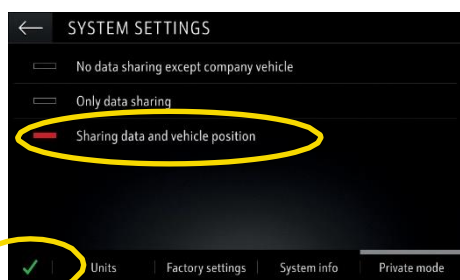 SYSTEM SETTINGS
No data sharing except company vehicle
Only data sharing
Sharing data and vehicle position
Units Factory settings System info Private mode